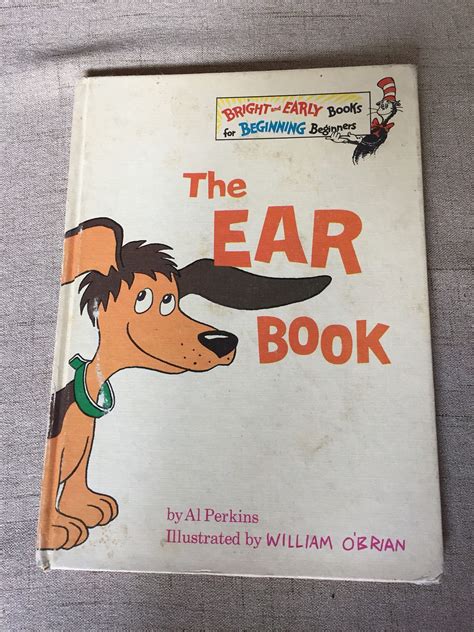 BRIGHT and EARLY Books
for BEGINNING Beginners
The
EAR
BOOK
by Al Perkins
Illustrated by WILLIAM O'BRIAN